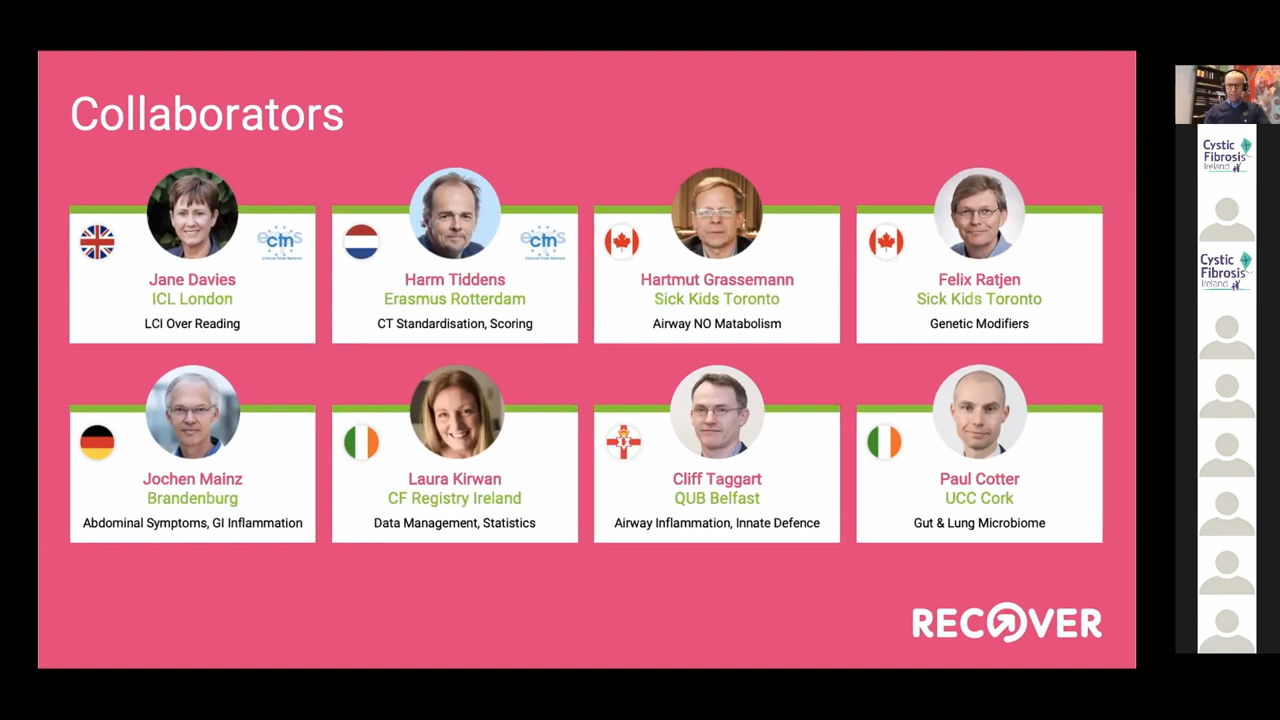 Collaborators
Jane Davies
ICL London
LCI Over Reading
ctn
Harm Tiddens
Erasmus Rotterdam
CT Standardisation, Scoring
ctn
Hartmut Grassemann
Sick Kids Toronto
Airway NO Matabolism
Felix Ratjen
Sick Kids Toronto
Genetic Modifiers
Jochen Mainz
Brandenburg
Abdominal Symptoms, GI Inflammation
Laura Kirwan
CF Registry Ireland
Data Management, Statistics
Cliff Taggart
QUB Belfast
Airway Inflammation, Innate Defence
Paul Cotter
UCC Cork
Gut & Lung Microbiome
RECOVER
Cystic
Fibrosis
Ireland
Cystic
Fibrosis
Ireland